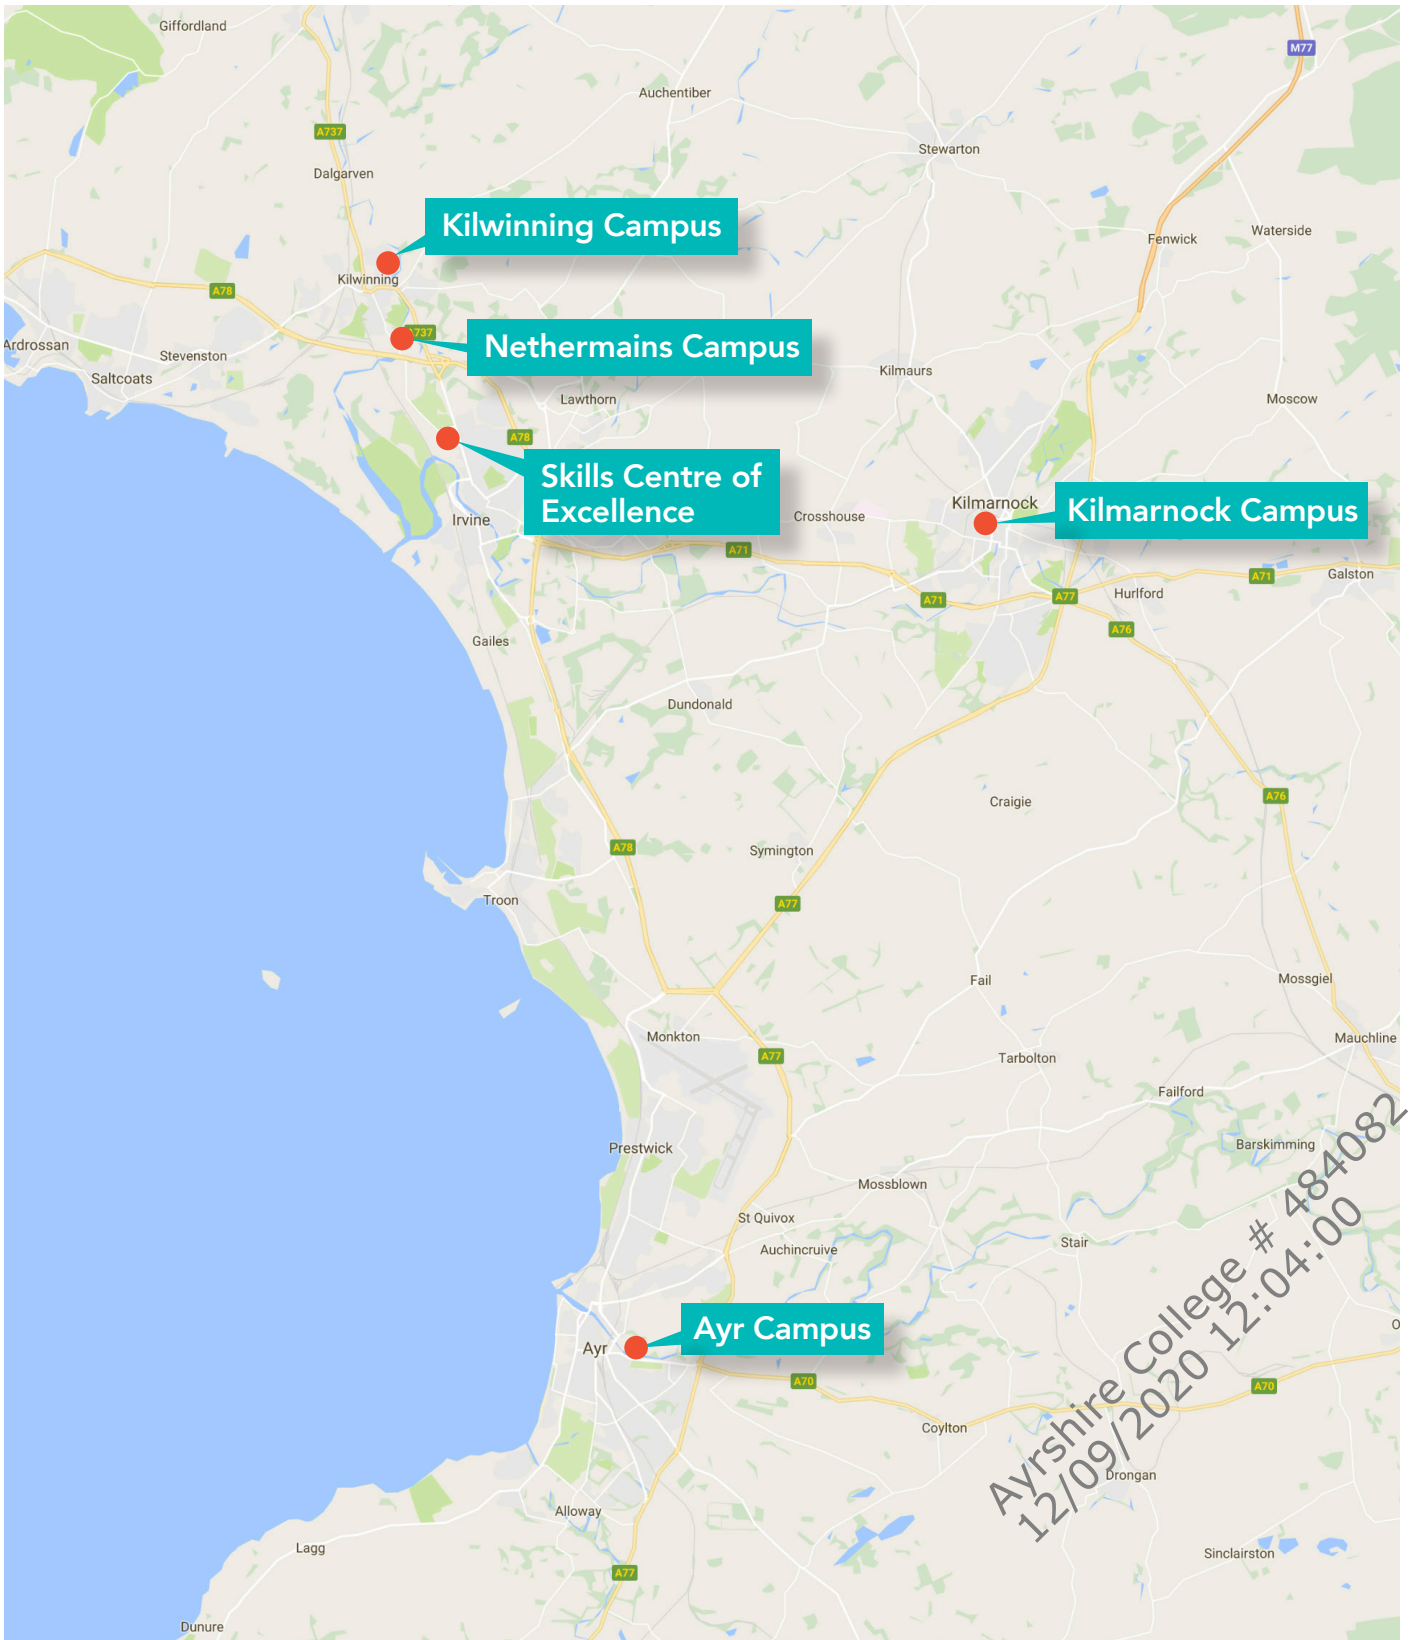 Giffordland
M77
Auchentiber
A737
Stewarton
Dalgarven
Kilwinning Campus
Waterside
Fenwick
Kilwinning
A78
A737
Nethermains Campus
Ardrossan
Stevenston
Saltcoats
Kilmaurs
Lawthorn
Moscow
A78
Skills Centre of
Excellence
Kilmarnock
Kilmarnock Campus
Irvine
Crosshouse
A71
A71
Galston
A71
A77
Hurlford
A76
Gailes
Dundonald
A76
Craigie
A78
Symington
Troon
A77
Fail
Mossgiel
Monkton
Mauchline
A77
Tarbolton
Failford
Prestwick
Barskimming
Mossblown
St Quivox
Auchincruive
Stair
Ayr Campus
Ayr
A70
A70
Coylton
Drongan
Alloway
Lagg
Sinclairston
A77
Dunure
Ayrshire College # 484082
12/09/2020 12:04:00